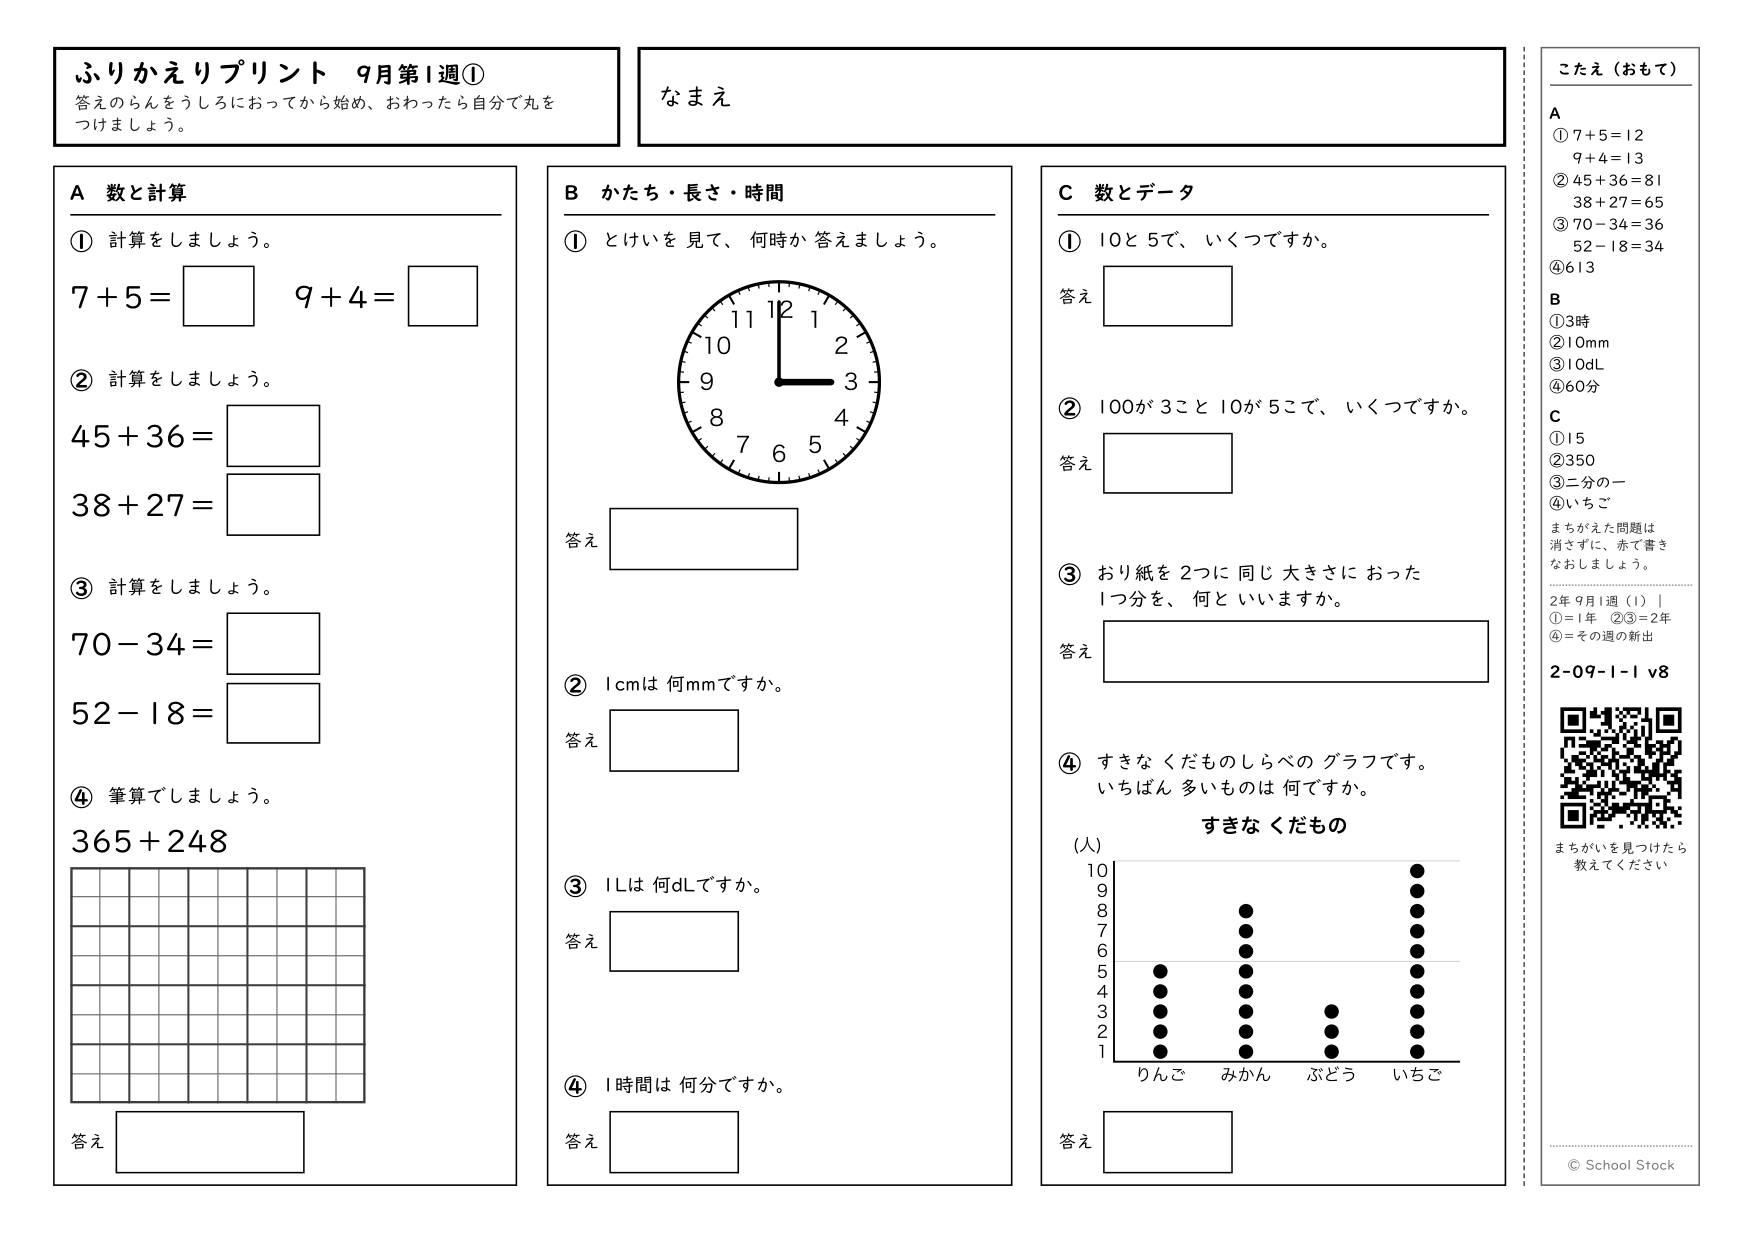 ふりかえりプリント　9月第1週①
答えのらんをうしろにおってから始め、おわったら自分で丸を
つけましょう。
なまえ
A　数と計算
① 計算をしましょう。
7＋5＝
9＋4＝
② 計算をしましょう。
45＋36＝
38＋27＝
③ 計算をしましょう。
70－34＝
52－18＝
④ 筆算でしましょう。
365＋248
答え
B　かたち・長さ・時間
① とけいを 見て、 何時か 答えましょう。
12
1
2
3
4
5
6
7
8
9
10
11
答え
② 1cmは 何mmですか。
答え
③ 1Lは 何dLですか。
答え
④ 1時間は 何分ですか。
答え
C　数とデータ
① 10と 5で、 いくつですか。
答え
② 100が 3こと 10が 5こで、 いくつですか。
答え
③ おり紙を 2つに 同じ 大きさに おった
1つ分を、 何と いいますか。
答え
④ すきな くだものしらべの グラフです。
いちばん 多いものは 何ですか。
すきな くだもの
(人)
10
9
8
7
6
5
4
3
2
1
りんご みかん ぶどう いちご
答え
こたえ（おもて）
A
① 7＋5＝12
9＋4＝13
② 45＋36＝81
38＋27＝65
③ 70－34＝36
52－18＝34
④613
B
①3時
②10mm
③10dL
④60分
C
①15
②350
③二分の一
④いちご
まちがえた問題は
消さずに、赤で書き
なおしましょう。
2年 9月1週（1）｜
①＝1年　②③＝2年
④＝その週の新出
2-09-1-1 v8
まちがいを見つけたら
教えてください
© School Stock